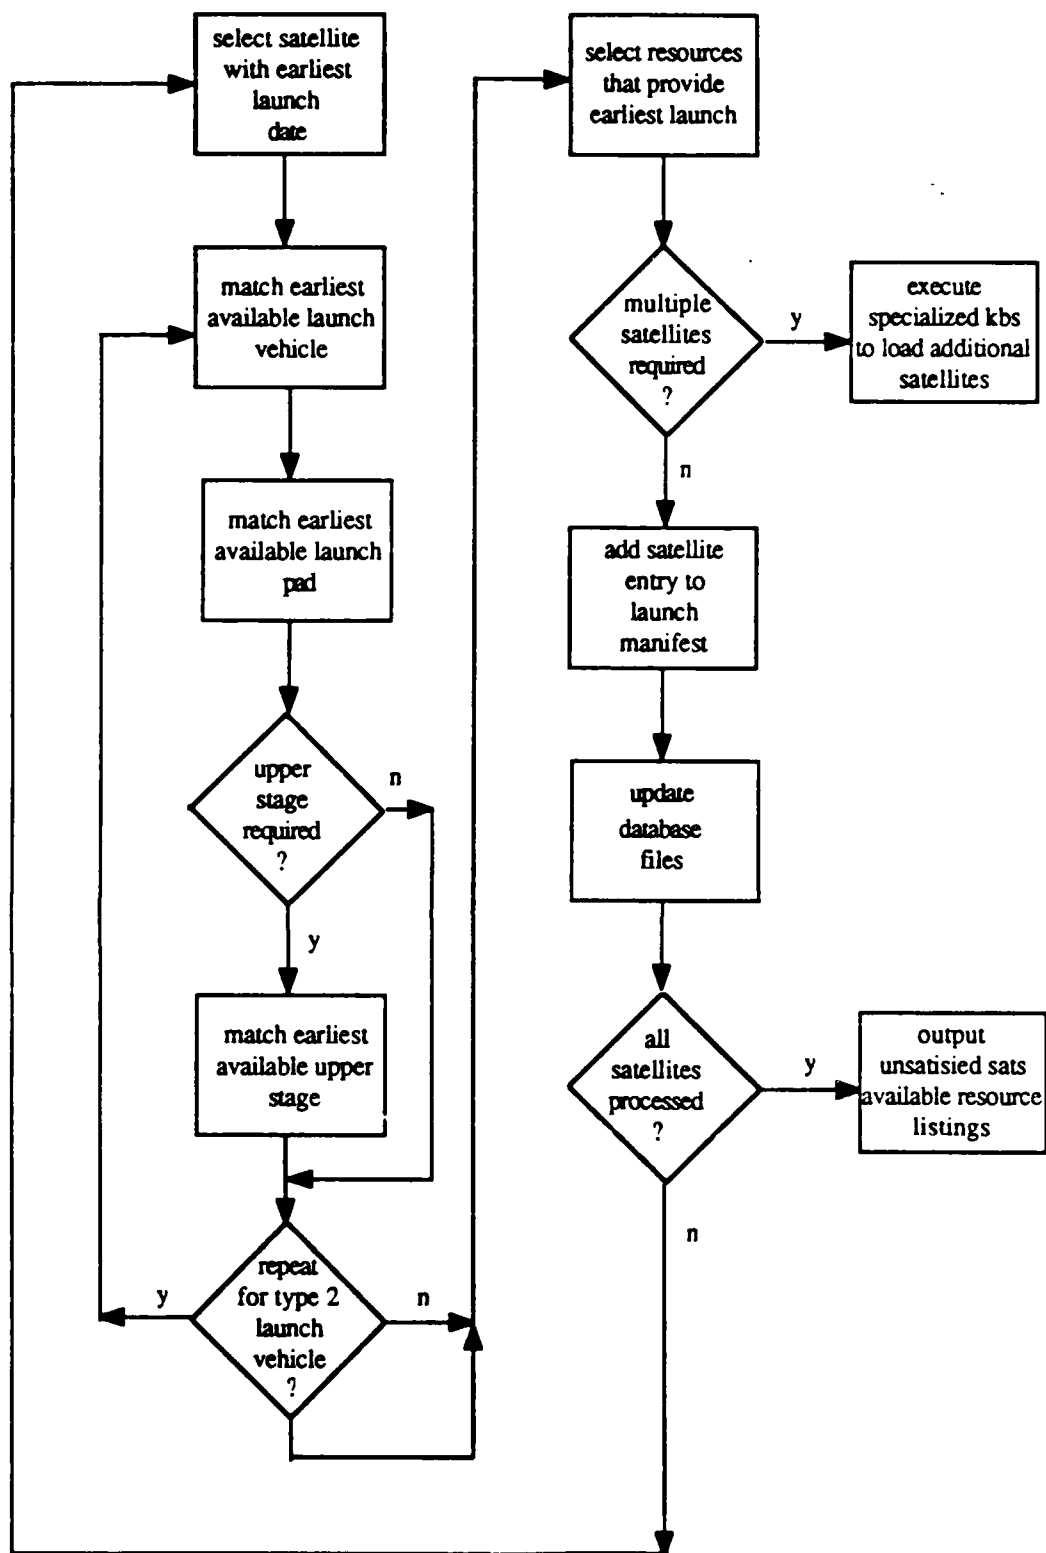 select satellite
with earliest
launch
date
match earliest
available launch
vehicle
match earliest
available launch
pad
upper
stage
required
?
n
y
match earliest
available upper
stage
repeat
for type 2
launch
vehicle
?
y
n
select resources
that provide
earliest launch
multiple
satellites
required
?
y
n
execute
specialized kbs
to load additional
satellites
add satellite
entry to
launch
manifest
update
database
files
all
satellites
processed
?
y
n
output
unsatisied sats
available resource
listings